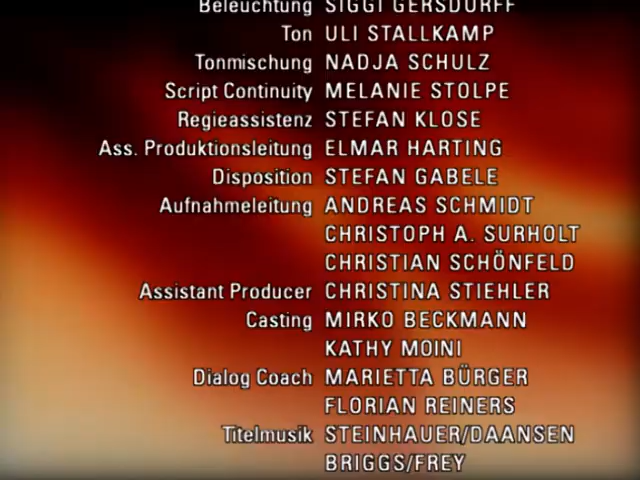 Beleuchtung SIGGI GERSDORFF
Ton ULI STALLKAMP
Tonmischung NADJA SCHULZ
Script Continuity MELANIE STOLPE
Regieassistenz STEFAN KLOSE
Ass. Produktionsleitung ELMAR HARTING
Disposition STEFAN GABELE
Aufnahmeleitung ANDREAS SCHMIDT
CHRISTOPH A. SURHOLT
CHRISTIAN SCHÖNFELD
Assistant Producer CHRISTINA STIEHLER
Casting MIRKO BECKMANN
KATHY MOINI
Dialog Coach MARIETTA BÜRGER
FLORIAN REINERS
Titelmusik STEINHAUER/DAANSEN
BRIGGS/FREY